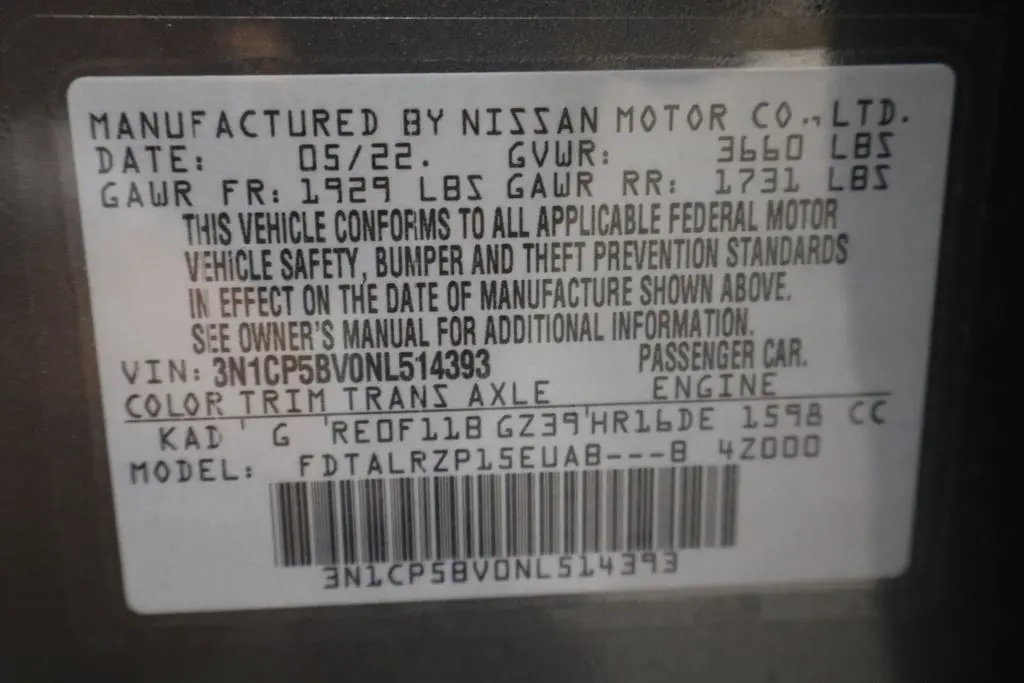 MANUFACTURED BY NISSAN MOTOR CO., LTD.
DATE: 05/22. GVWR: 3660 LBS
GAWR FR: 1929 LBS GAWR RR: 1731 LBS
THIS VEHICLE CONFORMS TO ALL APPLICABLE FEDERAL MOTOR
VEHICLE SAFETY, BUMPER AND THEFT PREVENTION STANDARDS
IN EFFECT ON THE DATE OF MANUFACTURE SHOWN ABOVE.
SEE OWNER'S MANUAL FOR ADDITIONAL INFORMATION.
VIN: 3N1CP5BV0NL514393 PASSENGER CAR.
COLOR TRIM TRANS AXLE ENGINE
KAD ' G 'RE0F11B GZ39'HR16DE 1598 CC
MODEL: FDTALRZP15EUAB---B 4Z000
3N1CP5BV0NL514393